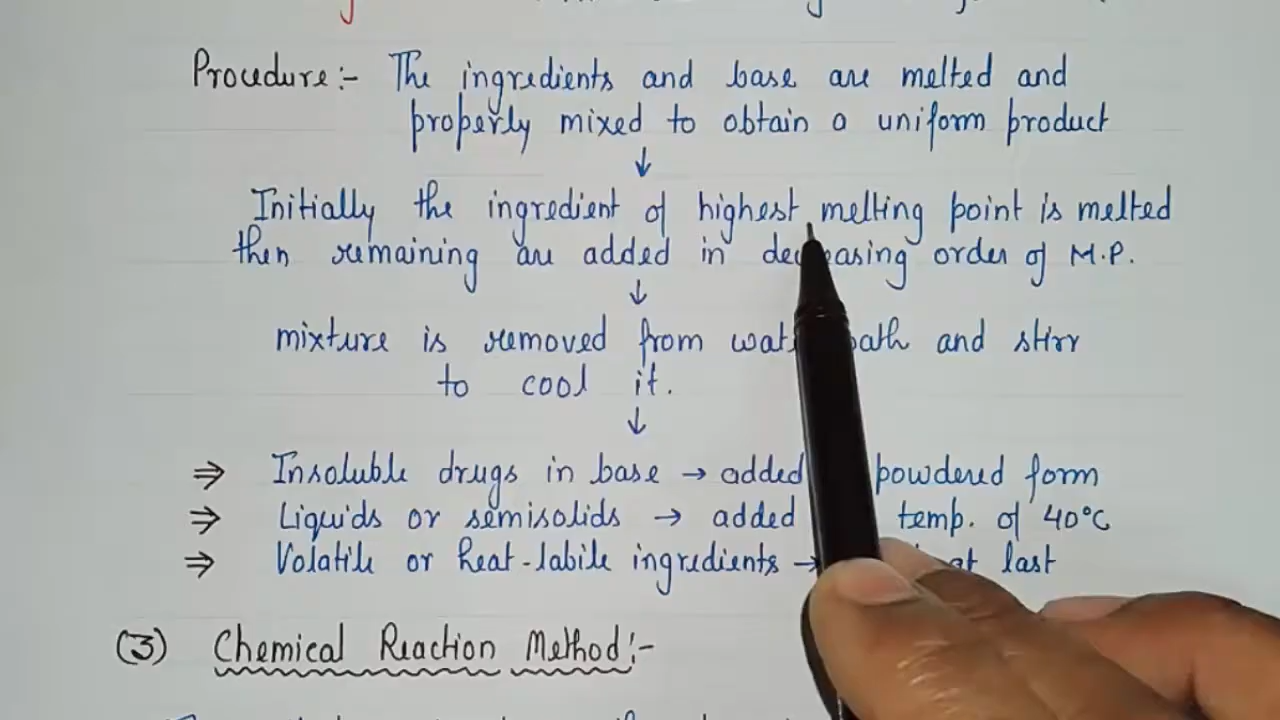 Procedure:- The ingredients and base are melted and
properly mixed to obtain a uniform product
↓
Initially the ingredient of highest melting point is melted
then remaining are added in decreasing order of M.P.
↓
mixture is removed from bath and stirr
to cool it.
↓
⇒ Insoluble drugs in base → added powdered form
⇒ Liquids or semisolids → added temp. of 40°C
⇒ Volatile or heat-labile ingredients → at last
(3) Chemical Reaction Method:-